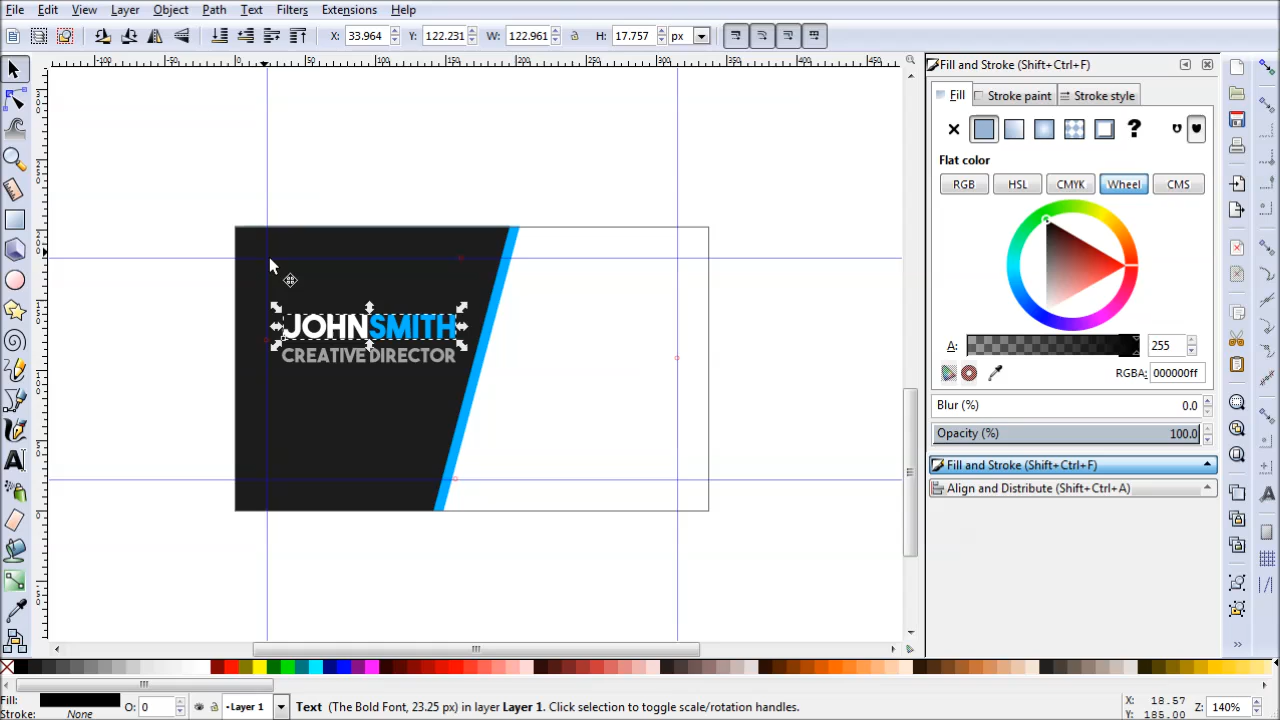 File Edit View Layer Object Path Text Filters Extensions Help
X: 33.964 Y: 122.231 W: 122.961 H: 17.757 px
Fill and Stroke (Shift+Ctrl+F)
Fill Stroke paint Stroke style
?
Flat color
RGB HSL CMYK Wheel CMS
JOHNSMITH
CREATIVE DIRECTOR
A: 255
RGBA: 000000ff
Blur (%) 0.0
Opacity (%) 100.0
Fill and Stroke (Shift+Ctrl+F)
Align and Distribute (Shift+Ctrl+A)
Fill: O: 0 Layer 1 Text (The Bold Font, 23.25 px) in layer Layer 1. Click selection to toggle scale/rotation handles. X: 18.57 Z: 140%
Stroke: None Y: 185.00